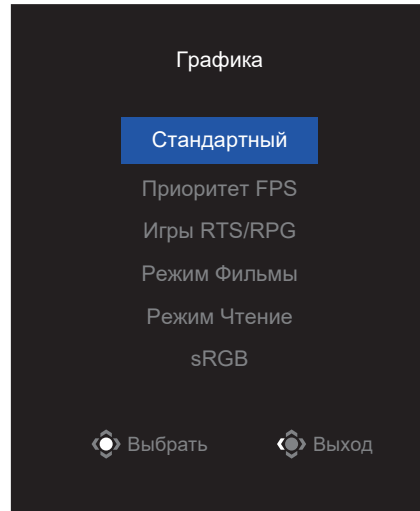 Графика
Стандартный
Приоритет FPS
Игры RTS/RPG
Режим Фильмы
Режим Чтение
sRGB
Выбрать Выход